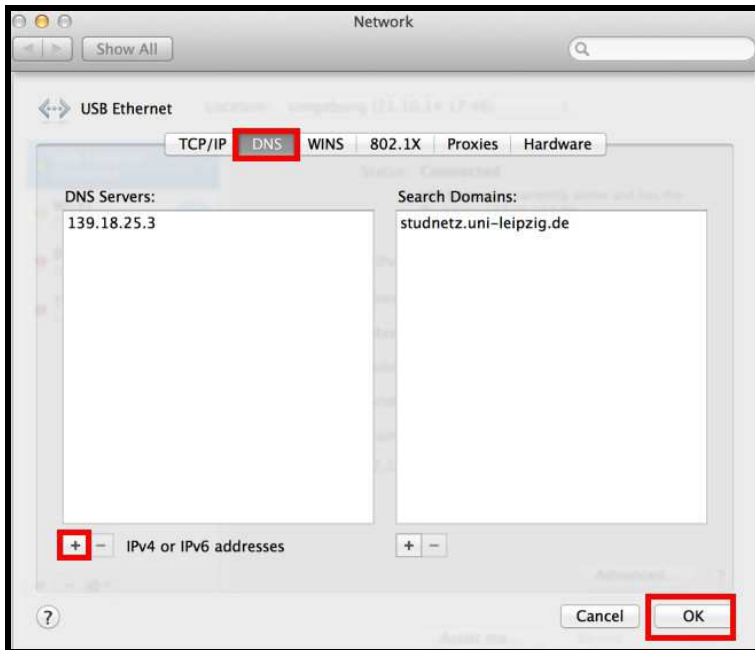 Network
Show All
USB Ethernet
TCP/IP DNS WINS 802.1X Proxies Hardware
DNS Servers:
Search Domains:
139.18.25.3
studnetz.uni-leipzig.de
+ − IPv4 or IPv6 addresses
+ −
? Cancel OK